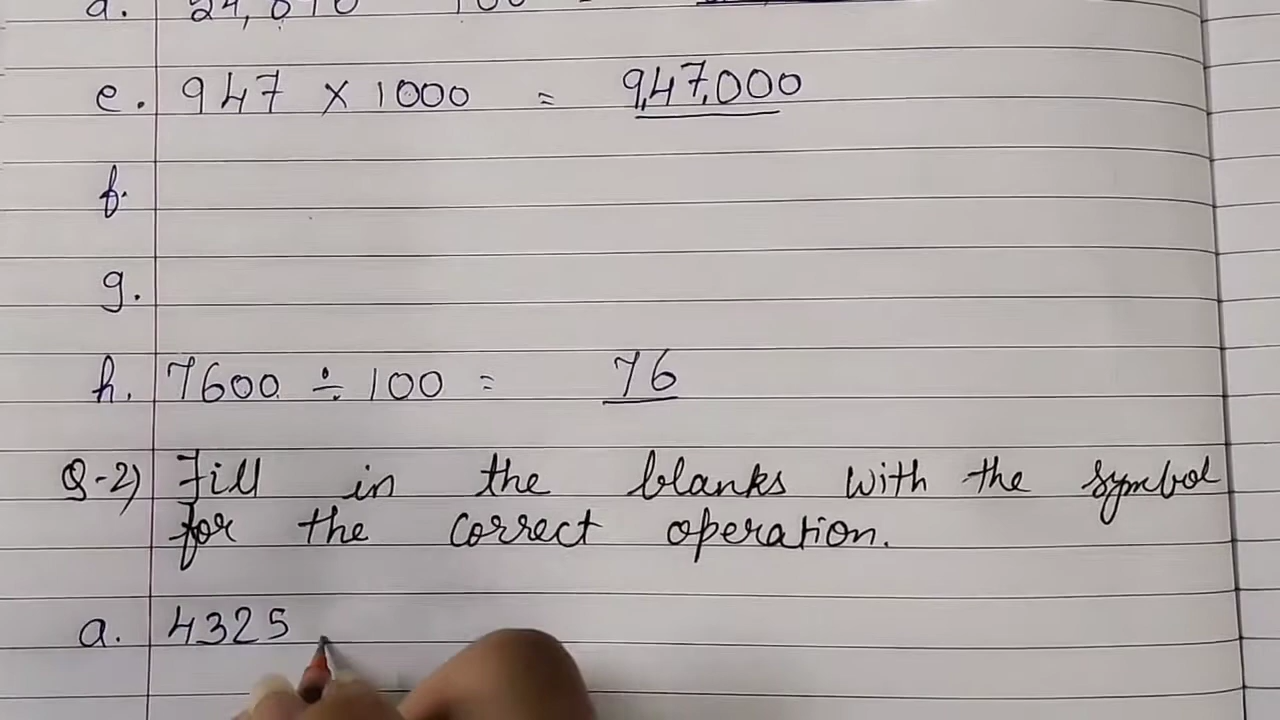 e. 947 × 1000 = 9,47,000
f.
g.
h. 7600 ÷ 100 = 76
Q-2) Fill in the blanks with the symbol
for the correct operation.
a. 4325